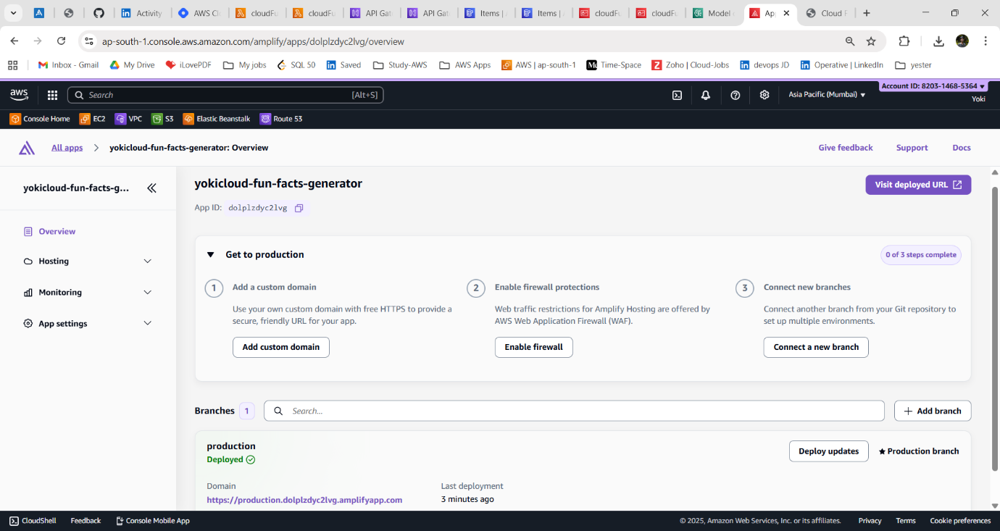 Activity
AWS Cl
cloudFu
cloudFu
API Gat
API Gat
Items |
Items |
cloudFu
cloudFu
Model
Ap
Cloud F
ap-south-1.console.aws.amazon.com/amplify/apps/dolplzdyc2lvg/overview
Inbox - Gmail
My Drive
iLovePDF
My jobs
SQL 50
Saved
Study-AWS
AWS Apps
AWS | ap-south-1
Time-Space
Zoho | Cloud-Jobs
devops JD
Operative | LinkedIn
yester
aws
Search
[Alt+S]
Asia Pacific (Mumbai)
Account ID: 8203-1468-5364
Yoki
Console Home
EC2
VPC
S3
Elastic Beanstalk
Route 53
All apps
yokicloud-fun-facts-generator: Overview
Give feedback
Support
Docs
yokicloud-fun-facts-g...
Overview
Hosting
Monitoring
App settings
yokicloud-fun-facts-generator
Visit deployed URL
App ID: dolplzdyc2lvg
Get to production
0 of 3 steps complete
1
Add a custom domain
Use your own custom domain with free HTTPS to provide a
secure, friendly URL for your app.
Add custom domain
2
Enable firewall protections
Web traffic restrictions for Amplify Hosting are offered by
AWS Web Application Firewall (WAF).
Enable firewall
3
Connect new branches
Connect another branch from your Git repository to
set up multiple environments.
Connect a new branch
Branches 1
Search...
Add branch
production
Deployed
Deploy updates
Production branch
Domain
https://production.dolplzdyc2lvg.amplifyapp.com
Last deployment
3 minutes ago
CloudShell
Feedback
Console Mobile App
© 2025, Amazon Web Services, Inc. or its affiliates.
Privacy
Terms
Cookie preferences